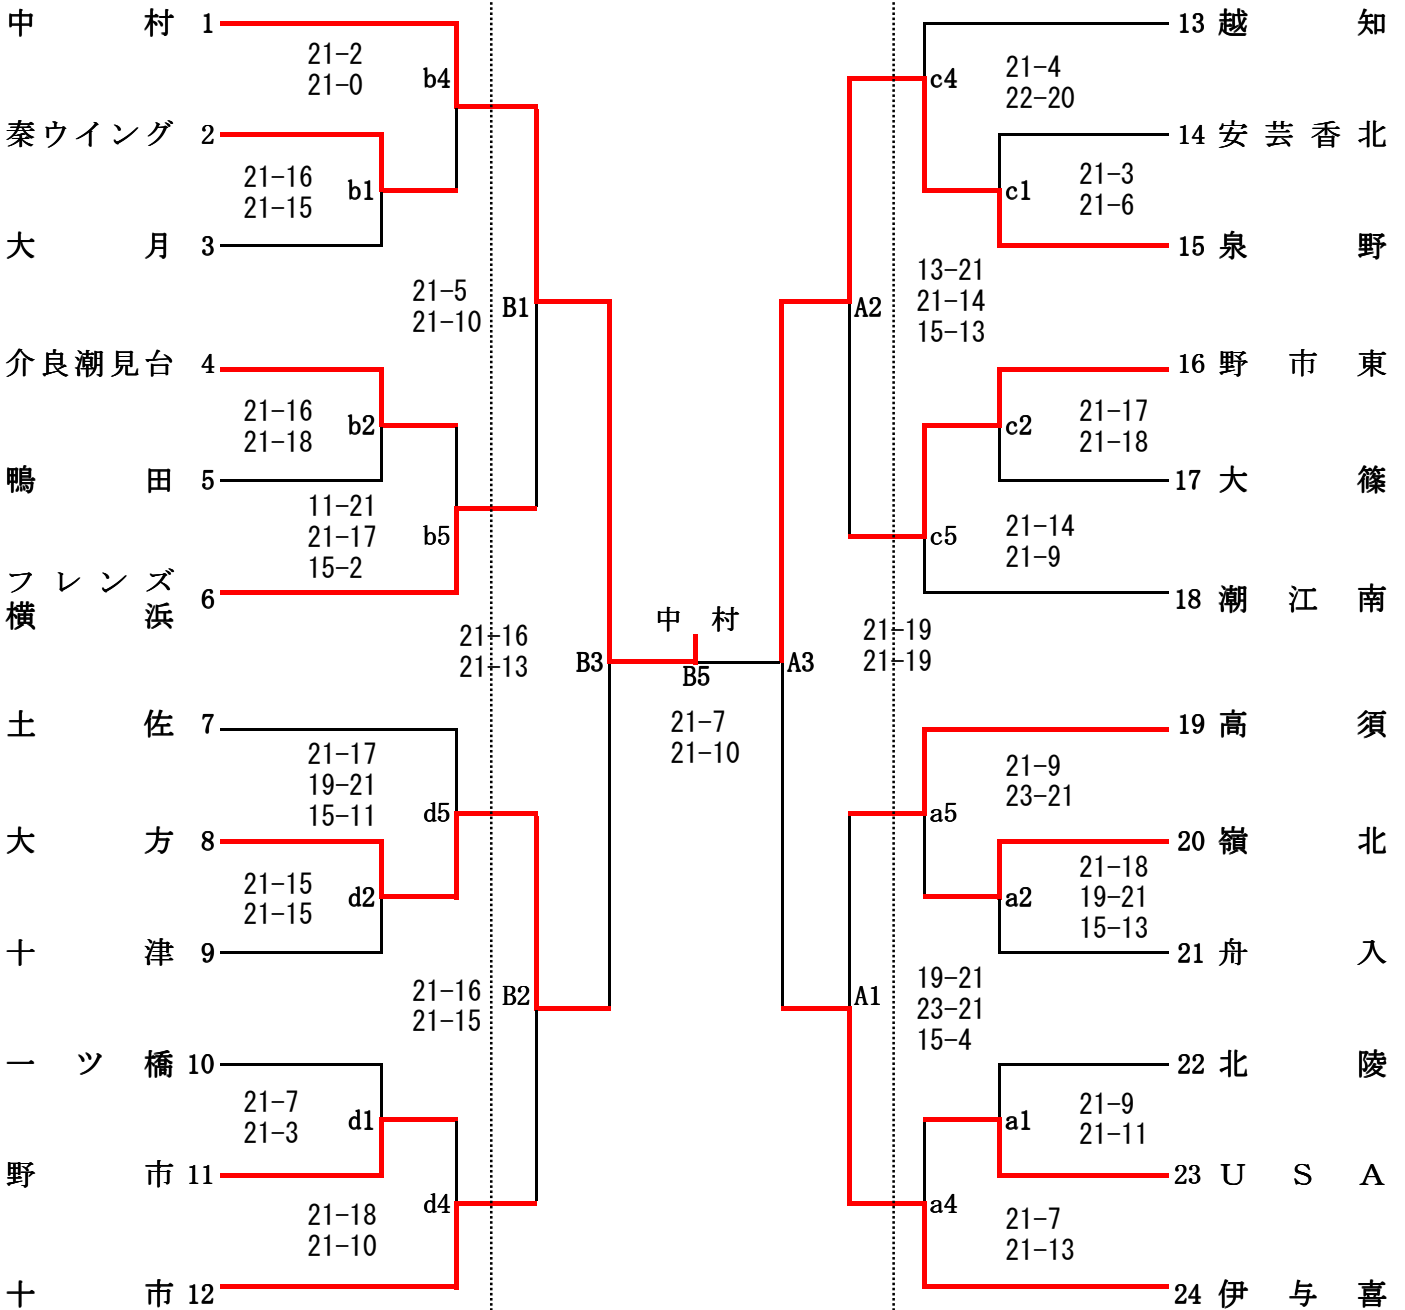 中村 1
21-2
21-0
b4
秦ウイング 2
21-16
21-15
b1
大月 3
21-5
21-10
B1
介良潮見台 4
21-16
21-18
b2
鴨田 5
11-21
21-17
15-2
b5
フレンズ
横浜 6
21-16
21-13
B3
土佐 7
21-17
19-21
15-11
d5
大方 8
21-15
21-15
d2
十津 9
21-16
21-15
B2
一ツ橋 10
21-7
21-3
d1
野市 11
21-18
21-10
d4
十市 12
中村
B5
21-7
21-10
13 越知
c4
21-4
22-20
14 安芸香北
c1
21-3
21-6
15 泉野
A2
13-21
21-14
15-13
16 野市東
c2
21-17
21-18
17 大篠
c5
21-14
21-9
18 潮江南
A3
21-19
21-19
19 高須
a5
21-9
23-21
20 嶺北
a2
21-18
19-21
15-13
21 舟入
A1
19-21
23-21
15-4
22 北陵
a1
21-9
21-11
23 USA
a4
21-7
21-13
24 伊与喜